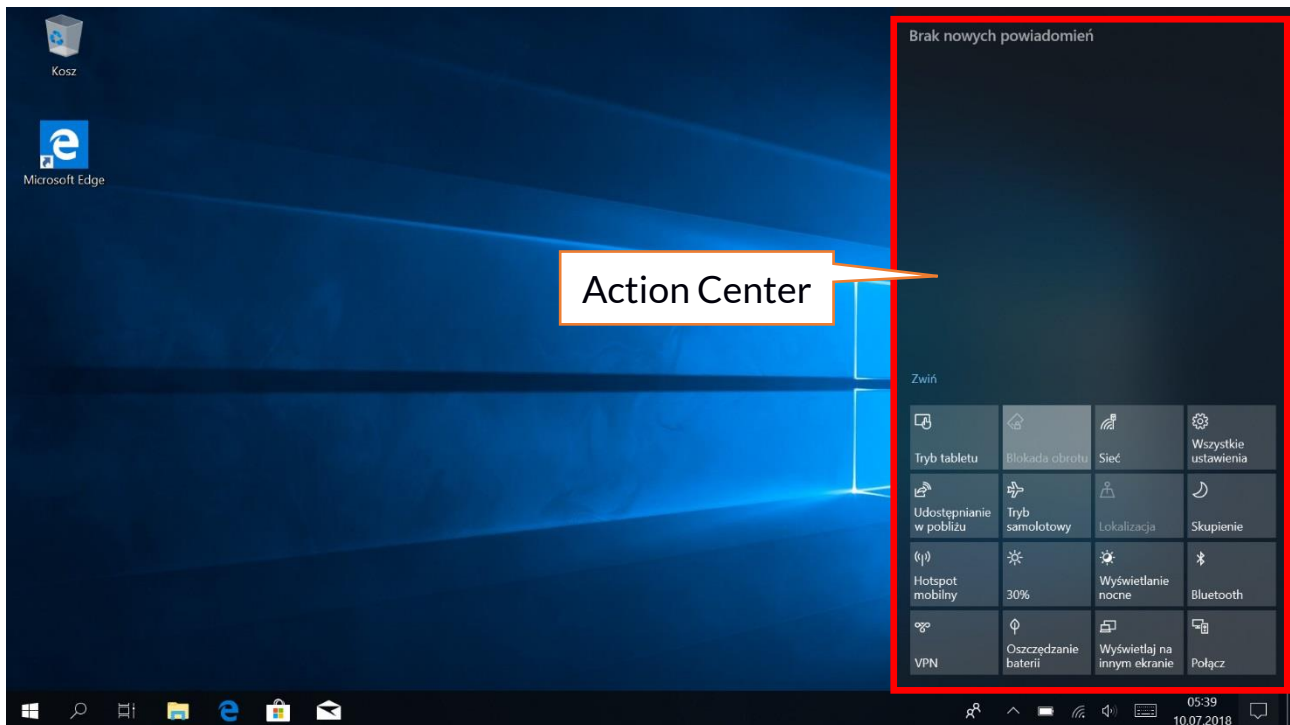 Kosz
Microsoft Edge
Action Center
Brak nowych powiadomień
Zwiń
Tryb tabletu
Blokada obrotu
Sieć
Wszystkie
ustawienia
Udostępnianie
w pobliżu
Tryb
samolotowy
Lokalizacja
Skupienie
Hotspot
mobilny
30%
Wyświetlanie
nocne
Bluetooth
VPN
Oszczędzanie
baterii
Wyświetlaj na
innym ekranie
Połącz
05:39
10.07.2018